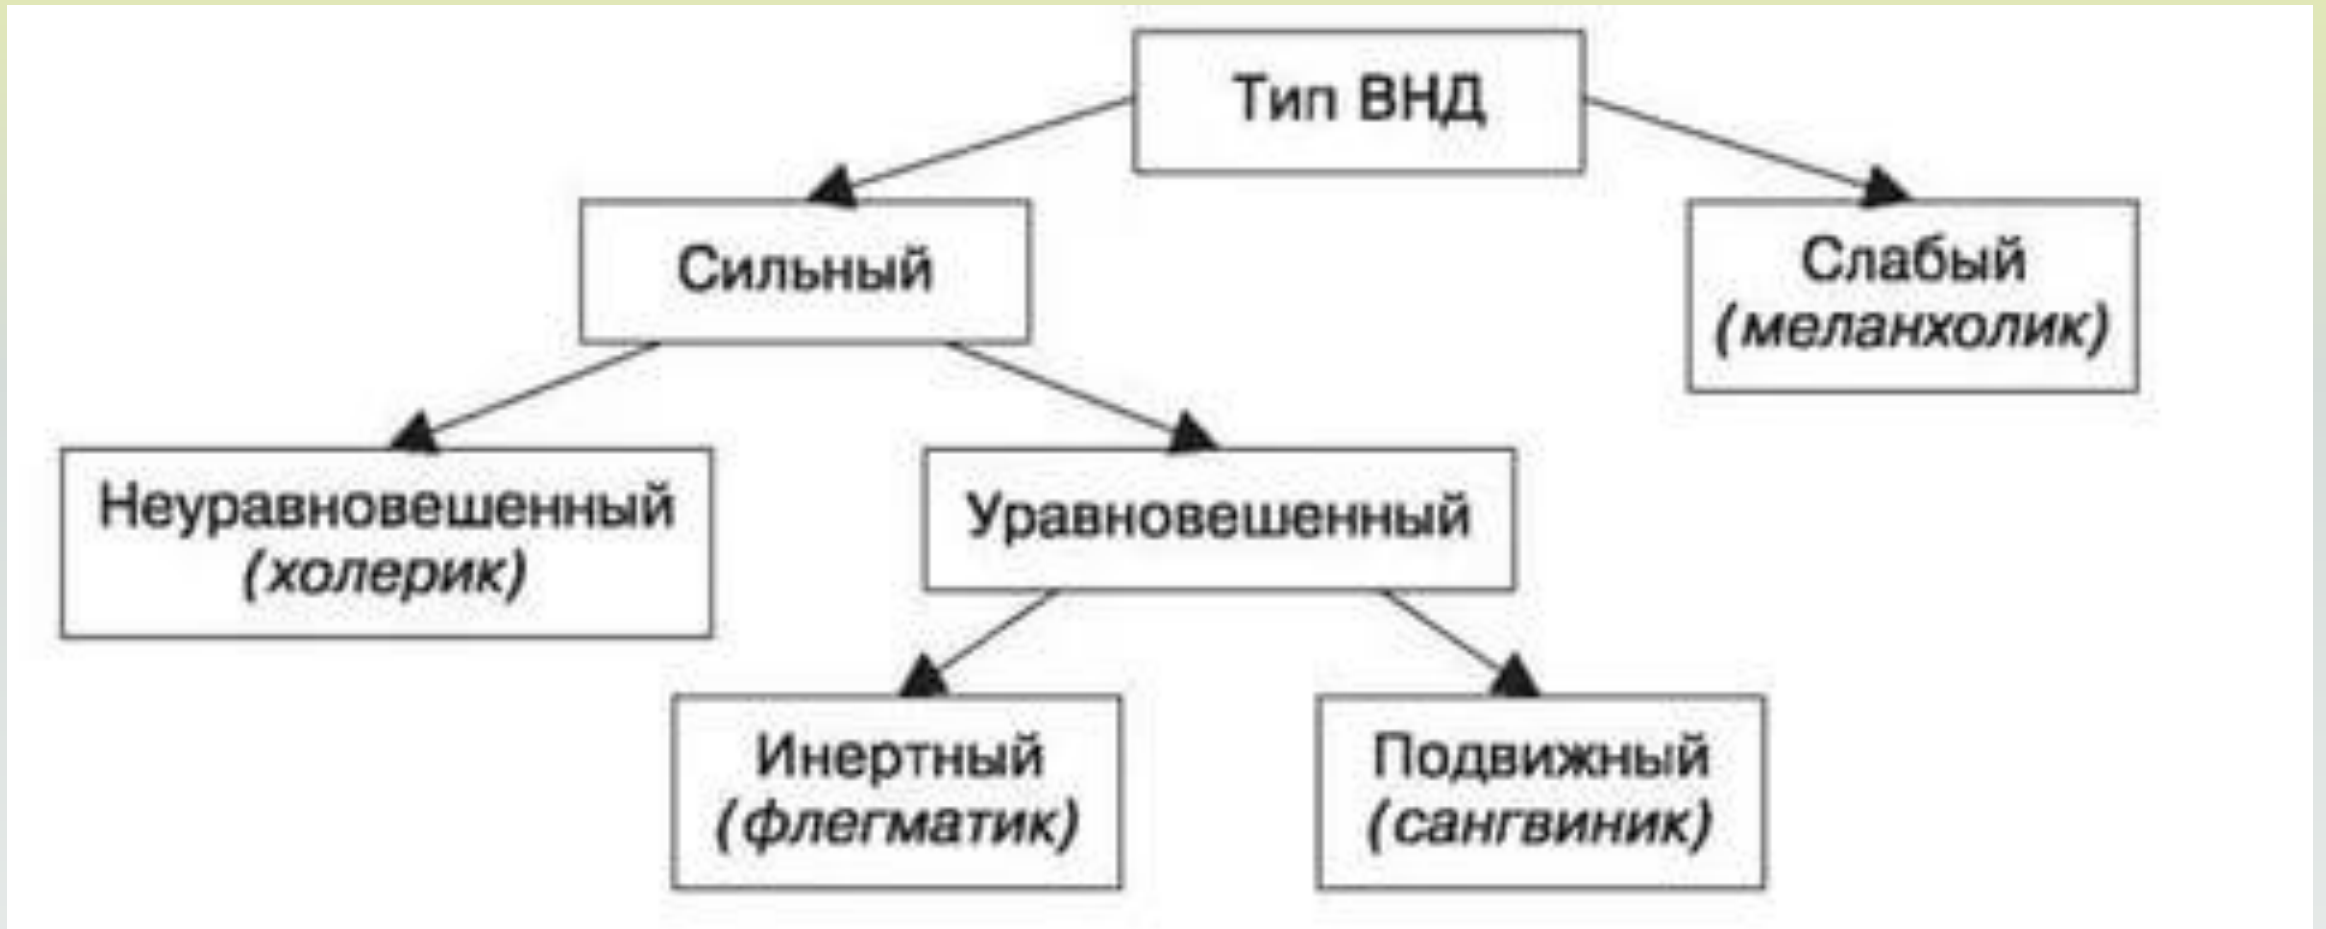 Тип ВНД
Сильный
Слабый
(меланхолик)
Неуравновешенный
(холерик)
Уравновешенный
Инертный
(флегматик)
Подвижный
(сангвиник)